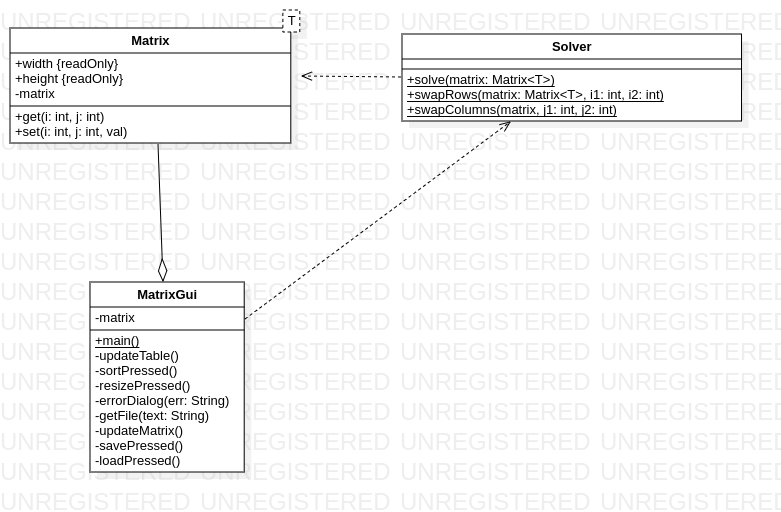 T
Matrix
+width {readOnly}
+height {readOnly}
-matrix
+get(i: int, j: int)
+set(i: int, j: int, val)
Solver
+solve(matrix: Matrix<T>)
+swapRows(matrix: Matrix<T>, i1: int, i2: int)
+swapColumns(matrix, j1: int, j2: int)
MatrixGui
-matrix
+main()
-updateTable()
-sortPressed()
-resizePressed()
-errorDialog(err: String)
-getFile(text: String)
-updateMatrix()
-savePressed()
-loadPressed()
UNREGISTERED UNREGISTERED UNREGISTERED UNREGISTERED